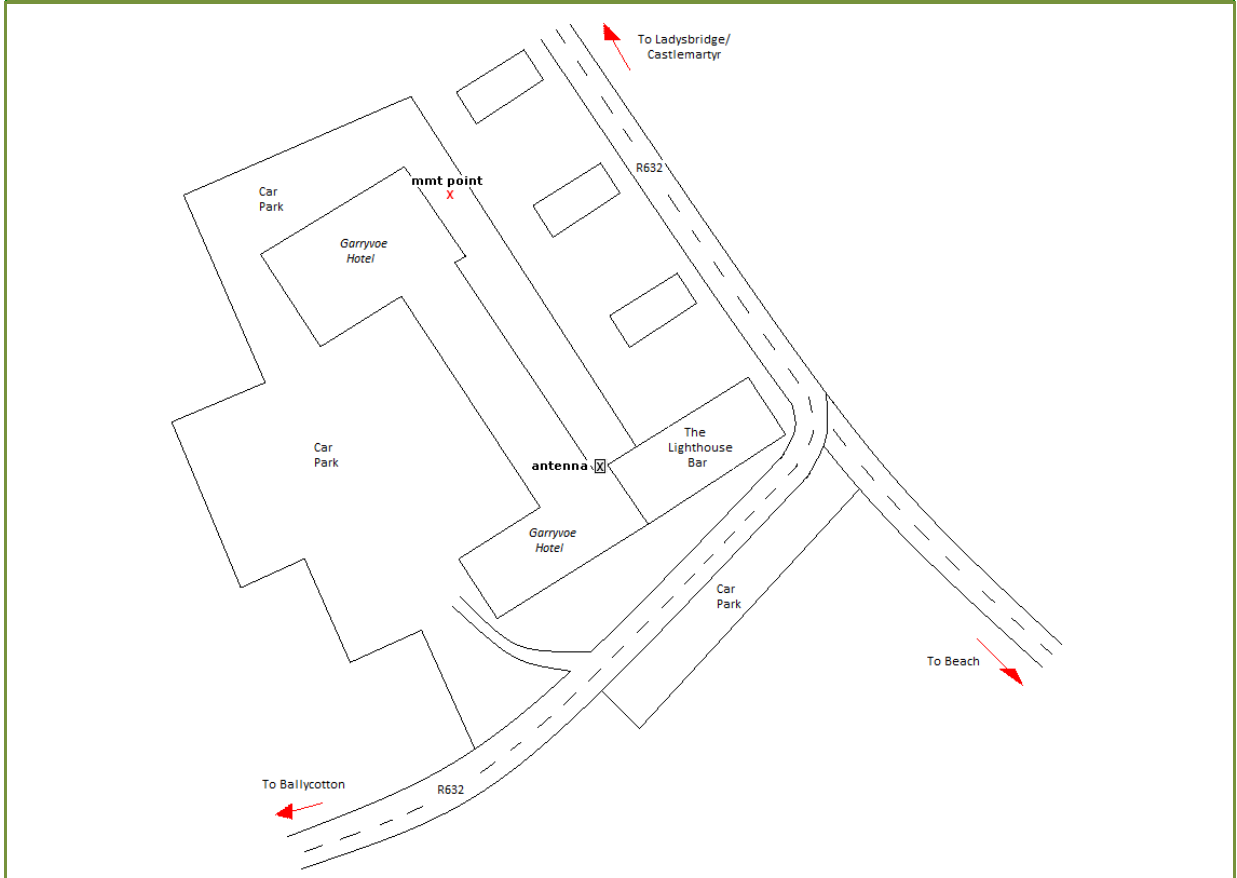 To Ladysbridge/
Castlemartyr
R632
mmt point
X
Car
Park
Garryvoe
Hotel
The
Lighthouse
Bar
Car
Park
antenna X
Garryvoe
Hotel
Car
Park
To Beach
To Ballycotton
R632